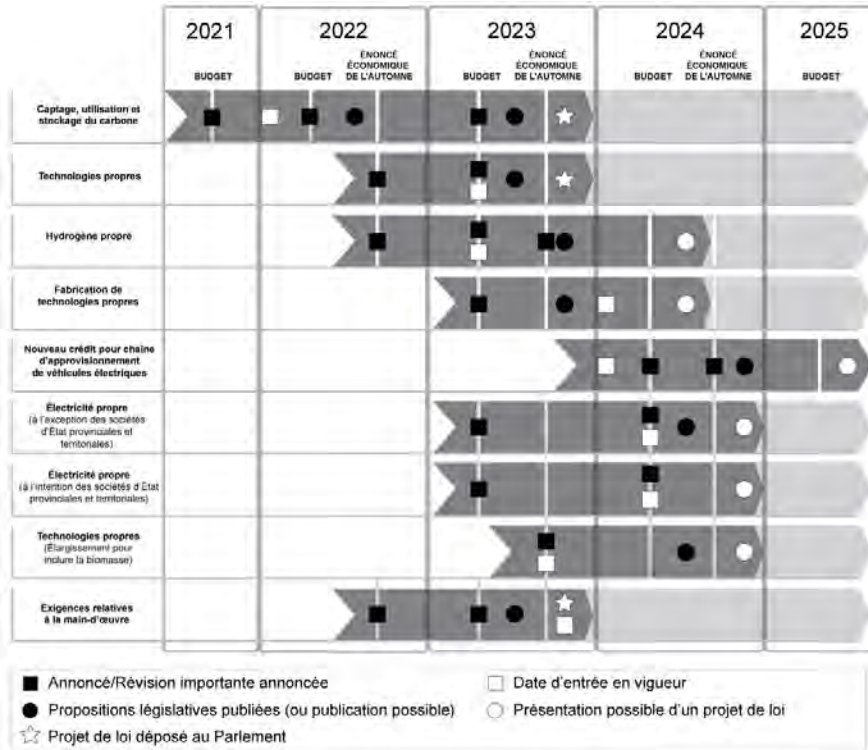 2021 2022 2023 2024 2025
BUDGET BUDGET ÉNONCÉ ÉCONOMIQUE DE L'AUTOMNE BUDGET ÉNONCÉ ÉCONOMIQUE DE L'AUTOMNE BUDGET ÉNONCÉ ÉCONOMIQUE DE L'AUTOMNE BUDGET
Captage, utilisation et
stockage du carbone
Technologies propres
Hydrogène propre
Fabrication de
technologies propres
Nouveau crédit pour chaîne
d'approvisionnement
de véhicules électriques
Électricité propre
(à l'exception des sociétés
d'État provinciales et
territoriales)
Électricité propre
(à l'intention des sociétés d'État
provinciales et territoriales)
Technologies propres
(Élargissement pour
inclure la biomasse)
Exigences relatives
à la main-d'œuvre
Annoncé/Révision importante annoncée
Date d'entrée en vigueur
Propositions législatives publiées (ou publication possible)
Présentation possible d'un projet de loi
Projet de loi déposé au Parlement